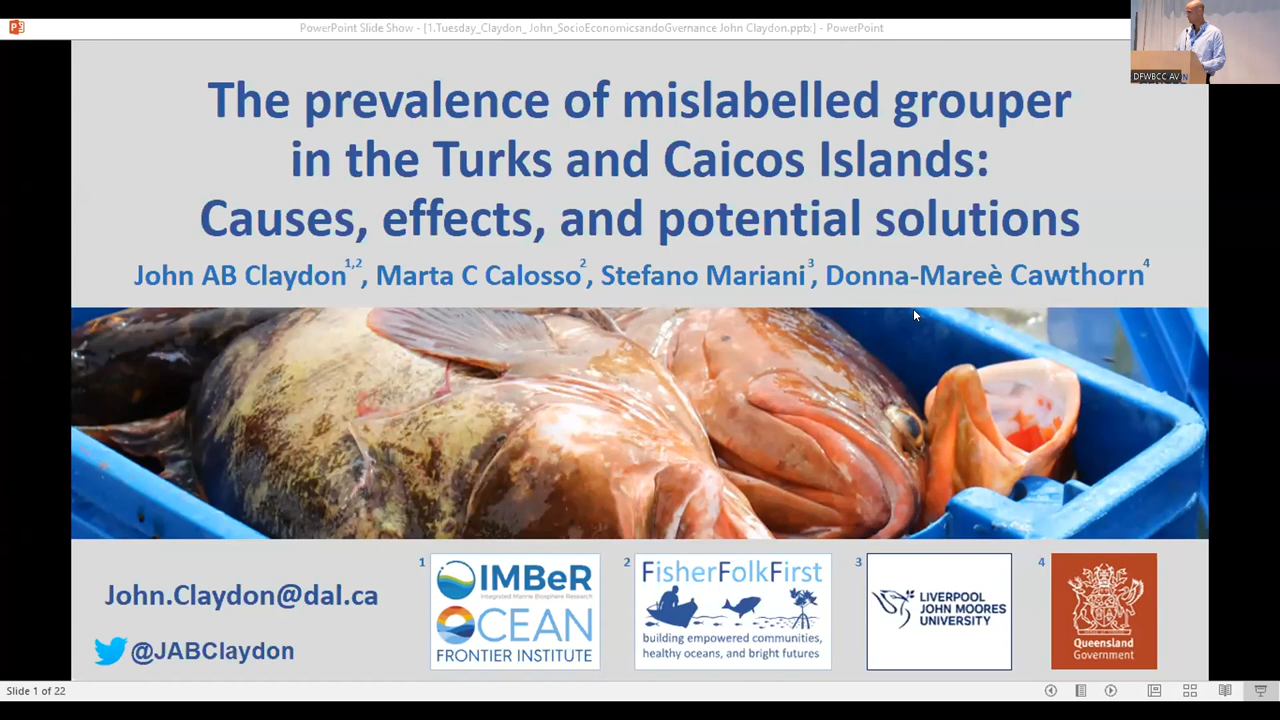 PowerPoint Slide Show - [1.Tuesday_Claydon_ John_SocioEconomicsandoGvernance John Claydon.pptx] - PowerPoint
DFWBCC AV
The prevalence of mislabelled grouper
in the Turks and Caicos Islands:
Causes, effects, and potential solutions
John AB Claydon1,2, Marta C Calosso2, Stefano Mariani3, Donna-Mareè Cawthorn4
John.Claydon@dal.ca
@JABClaydon
1
IMBeR
Integrated Marine Biosphere Research
OCEAN
FRONTIER INSTITUTE
2
FisherFolkFirst
building empowered communities,
healthy oceans, and bright futures
3
LIVERPOOL
JOHN MOORES
UNIVERSITY
4
Queensland
Government
Slide 1 of 22